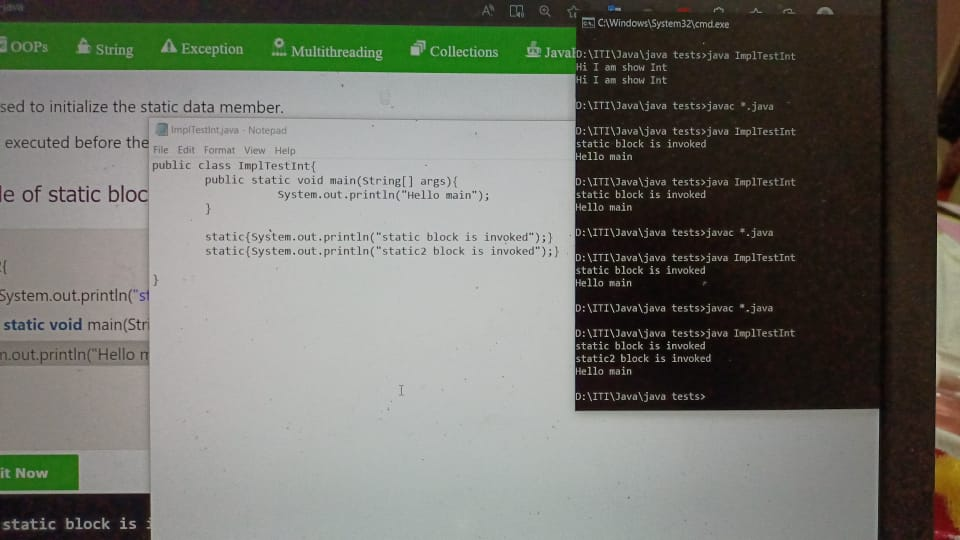 -java
OOPs String Exception Multithreading Collections
sed to initialize the static data member.
executed before the
le of static bloc
{
System.out.println("st
static void main(Stri
m.out.println("Hello m
it Now
static block is
ImplTestInt.java - Notepad
File Edit Format View Help
public class ImplTestInt{
public static void main(String[] args){
System.out.println("Hello main");
}
static{System.out.println("static block is invoked");}
static{System.out.println("static2 block is invoked");}
}
C:\Windows\System32\cmd.exe
D:\ITI\Java\java tests>java ImplTestInt
Hi I am show Int
Hi I am show Int
D:\ITI\Java\java tests>javac *.java
D:\ITI\Java\java tests>java ImplTestInt
static block is invoked
Hello main
D:\ITI\Java\java tests>java ImplTestInt
static block is invoked
Hello main
D:\ITI\Java\java tests>javac *.java
D:\ITI\Java\java tests>java ImplTestInt
static block is invoked
Hello main
D:\ITI\Java\java tests>javac *.java
D:\ITI\Java\java tests>java ImplTestInt
static block is invoked
static2 block is invoked
Hello main
D:\ITI\Java\java tests>